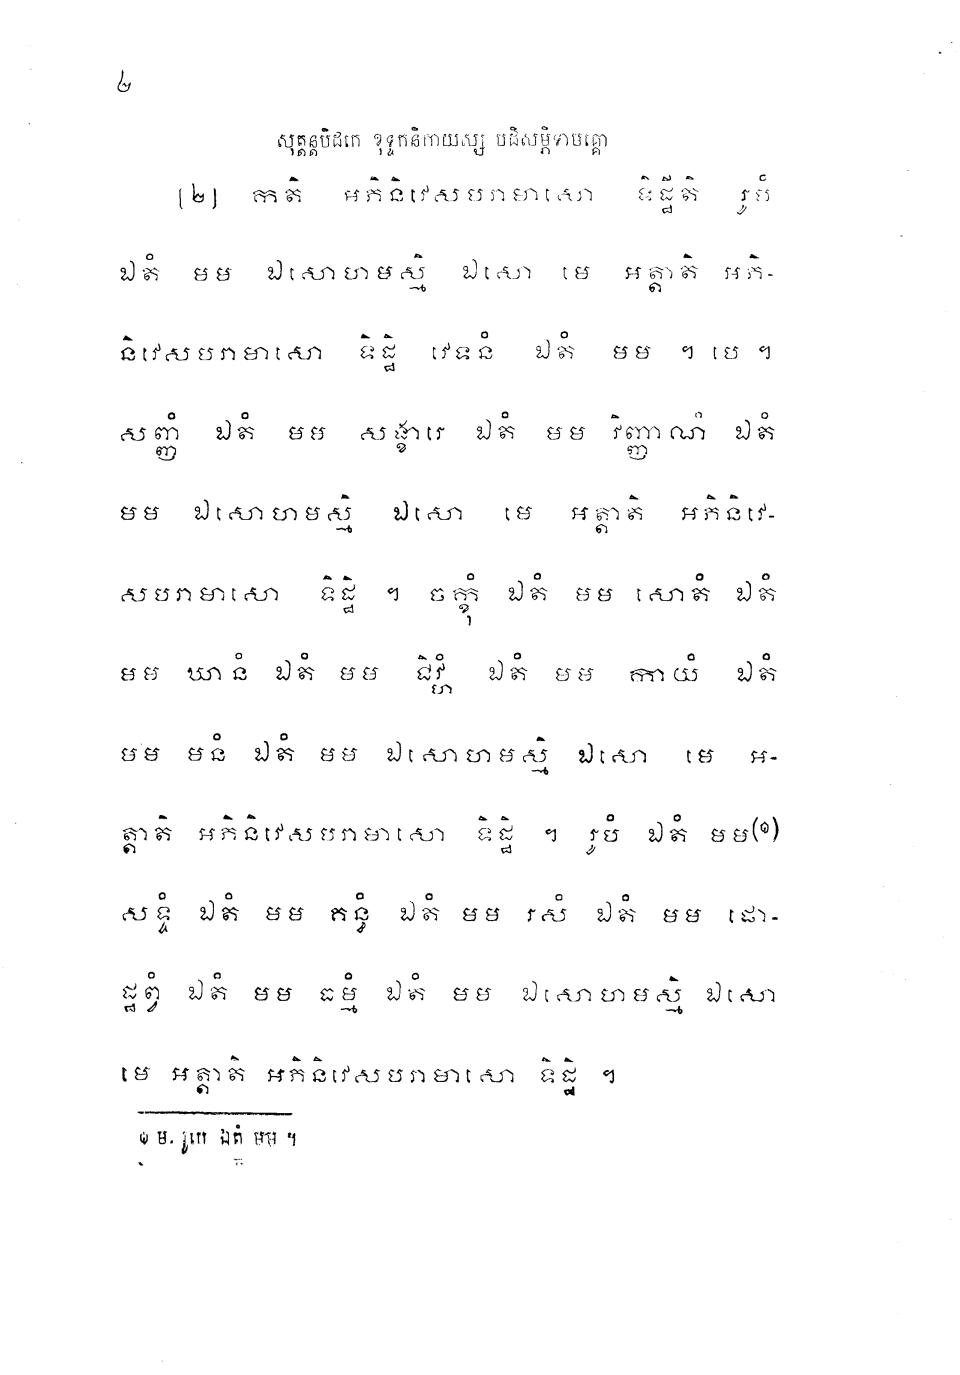 ៤
សុត្តន្តបិដកេ ខុទ្ទកនិកាយស្ស បដិសម្ភិទាមគ្គោ
[២] កតិ អភិនិវេសបរាមាសោ ទិដ្ឋីតិ រូបំ
ឯតំ មម ឯសោហមស្មិ ឯសោ មេ អត្តាតិ អភិ-
និវេសបរាមាសោ ទិដ្ឋិ វេទនំ ឯតំ មម ។ បេ ។
សញ្ញំ ឯតំ មម សង្ខារេ ឯតំ មម វិញ្ញាណំ ឯតំ
មម ឯសោហមស្មិ ឯសោ មេ អត្តាតិ អភិនិវេ-
សបរាមាសោ ទិដ្ឋិ ។ ចក្ខុំ ឯតំ មម សោតំ ឯតំ
មម ឃានំ ឯតំ មម ជិវ្ហំ ឯតំ មម កាយំ ឯតំ
មម មនំ ឯតំ មម ឯសោហមស្មិ ឯសោ មេ អ-
ត្តាតិ អភិនិវេសបរាមាសោ ទិដ្ឋិ ។ រូបំ ឯតំ មម(១)
សទ្ទំ ឯតំ មម គន្ធំ ឯតំ មម រសំ ឯតំ មម ផោ-
ដ្ឋព្វំ ឯតំ មម ធម្មំ ឯតំ មម ឯសោហមស្មិ ឯសោ
មេ អត្តាតិ អភិនិវេសបរាមាសោ ទិដ្ឋិ ។
១ ម. រូបេ ឯតំ មម ។